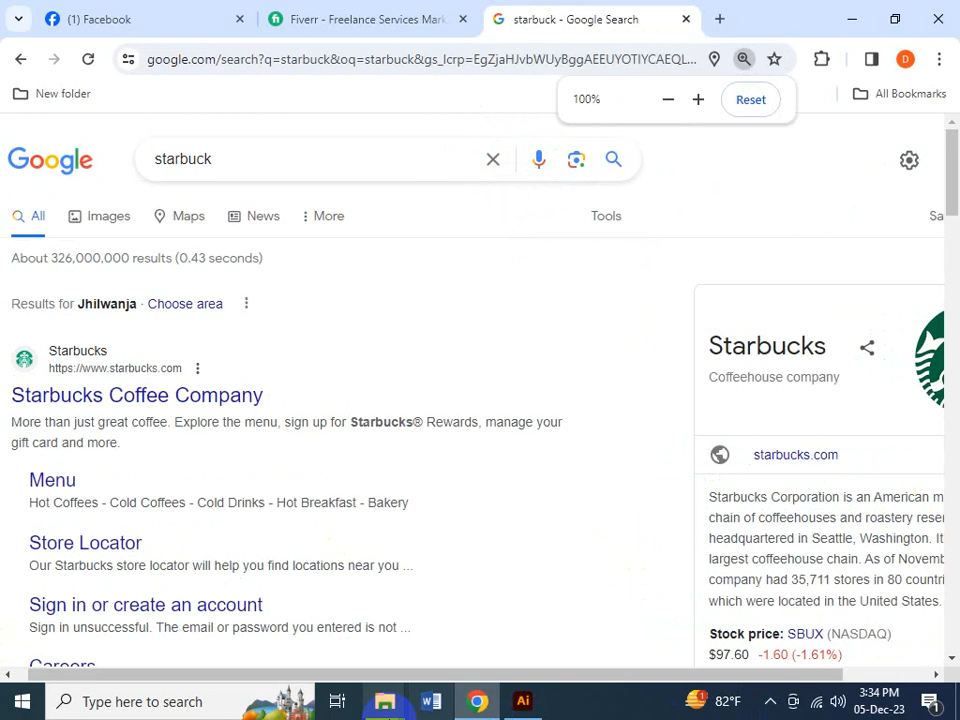 (1) Facebook
Fiverr - Freelance Services Mark
starbuck - Google Search
google.com/search?q=starbuck&oq=starbuck&gs_lcrp=EgZjaHJvbWUyBggAEEUYOTIYCAEQL...
D
New folder
All Bookmarks
100%
Reset
Google
starbuck
All
Images
Maps
News
More
Tools
Sa
About 326,000,000 results (0.43 seconds)
Results for Jhilwanja · Choose area
Starbucks
https://www.starbucks.com
Starbucks Coffee Company
More than just great coffee. Explore the menu, sign up for Starbucks® Rewards, manage your
gift card and more.
Menu
Hot Coffees - Cold Coffees - Cold Drinks - Hot Breakfast - Bakery
Store Locator
Our Starbucks store locator will help you find locations near you ...
Sign in or create an account
Sign in unsuccessful. The email or password you entered is not ...
Careers
Starbucks
Coffeehouse company
starbucks.com
Starbucks Corporation is an American m
chain of coffeehouses and roastery rese
headquartered in Seattle, Washington. It
largest coffeehouse chain. As of Novemb
company had 35,711 stores in 80 countri
which were located in the United States.
Stock price: SBUX (NASDAQ)
$97.60 -1.60 (-1.61%)
Type here to search
W
Ai
1
82°F
3:34 PM
05-Dec-23
1